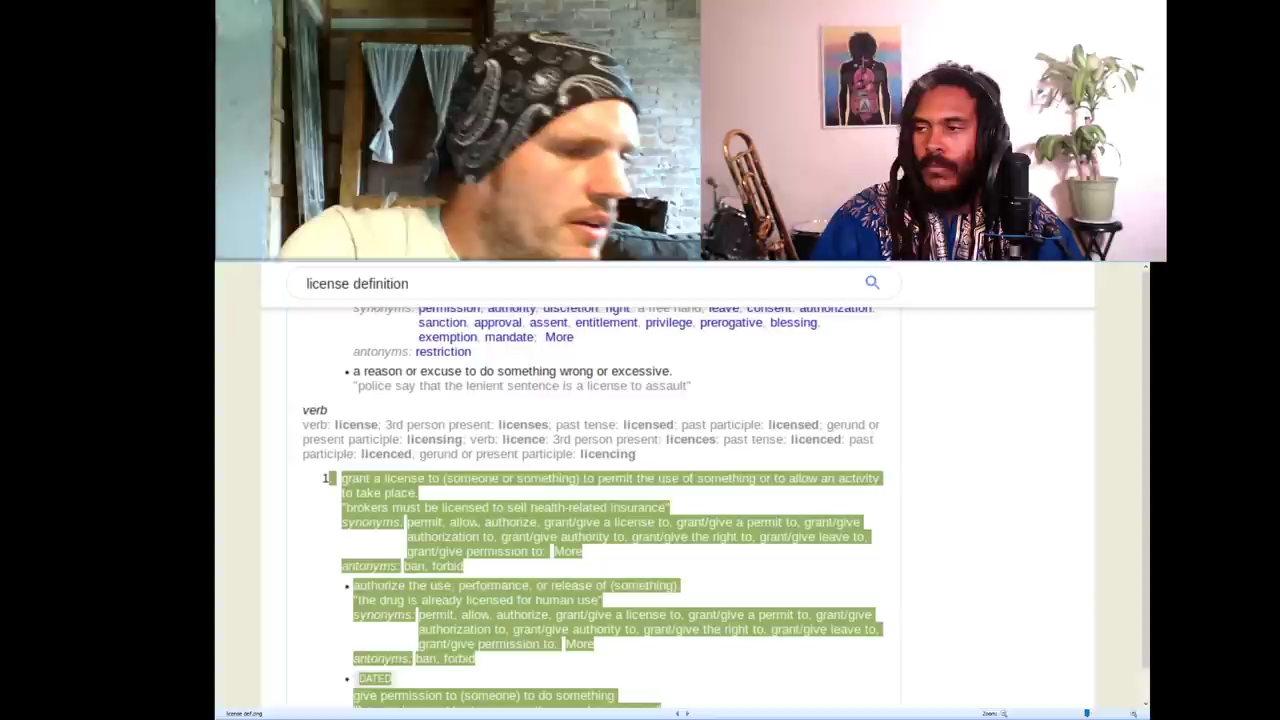 license definition
synonyms: permission, authority, discretion, right, a free hand, leave, consent, authorization,
sanction, approval, assent, entitlement, privilege, prerogative, blessing,
exemption, mandate; More
antonyms: restriction
• a reason or excuse to do something wrong or excessive.
"police say that the lenient sentence is a license to assault"
verb
verb: license; 3rd person present: licenses; past tense: licensed; past participle: licensed; gerund or
present participle: licensing; verb: licence; 3rd person present: licences; past tense: licenced; past
participle: licenced; gerund or present participle: licencing
1. grant a license to (someone or something) to permit the use of something or to allow an activity
to take place.
"brokers must be licensed to sell health-related insurance"
synonyms: permit, allow, authorize, grant/give a license to, grant/give a permit to, grant/give
authorization to, grant/give authority to, grant/give the right to, grant/give leave to,
grant/give permission to; More
antonyms: ban, forbid
• authorize the use, performance, or release of (something).
"the drug is already licensed for human use"
synonyms: permit, allow, authorize, grant/give a license to, grant/give a permit to, grant/give
authorization to, grant/give authority to, grant/give the right to, grant/give leave to,
grant/give permission to; More
antonyms: ban, forbid
• DATED
give permission to (someone) to do something
license def.png
Zoom: